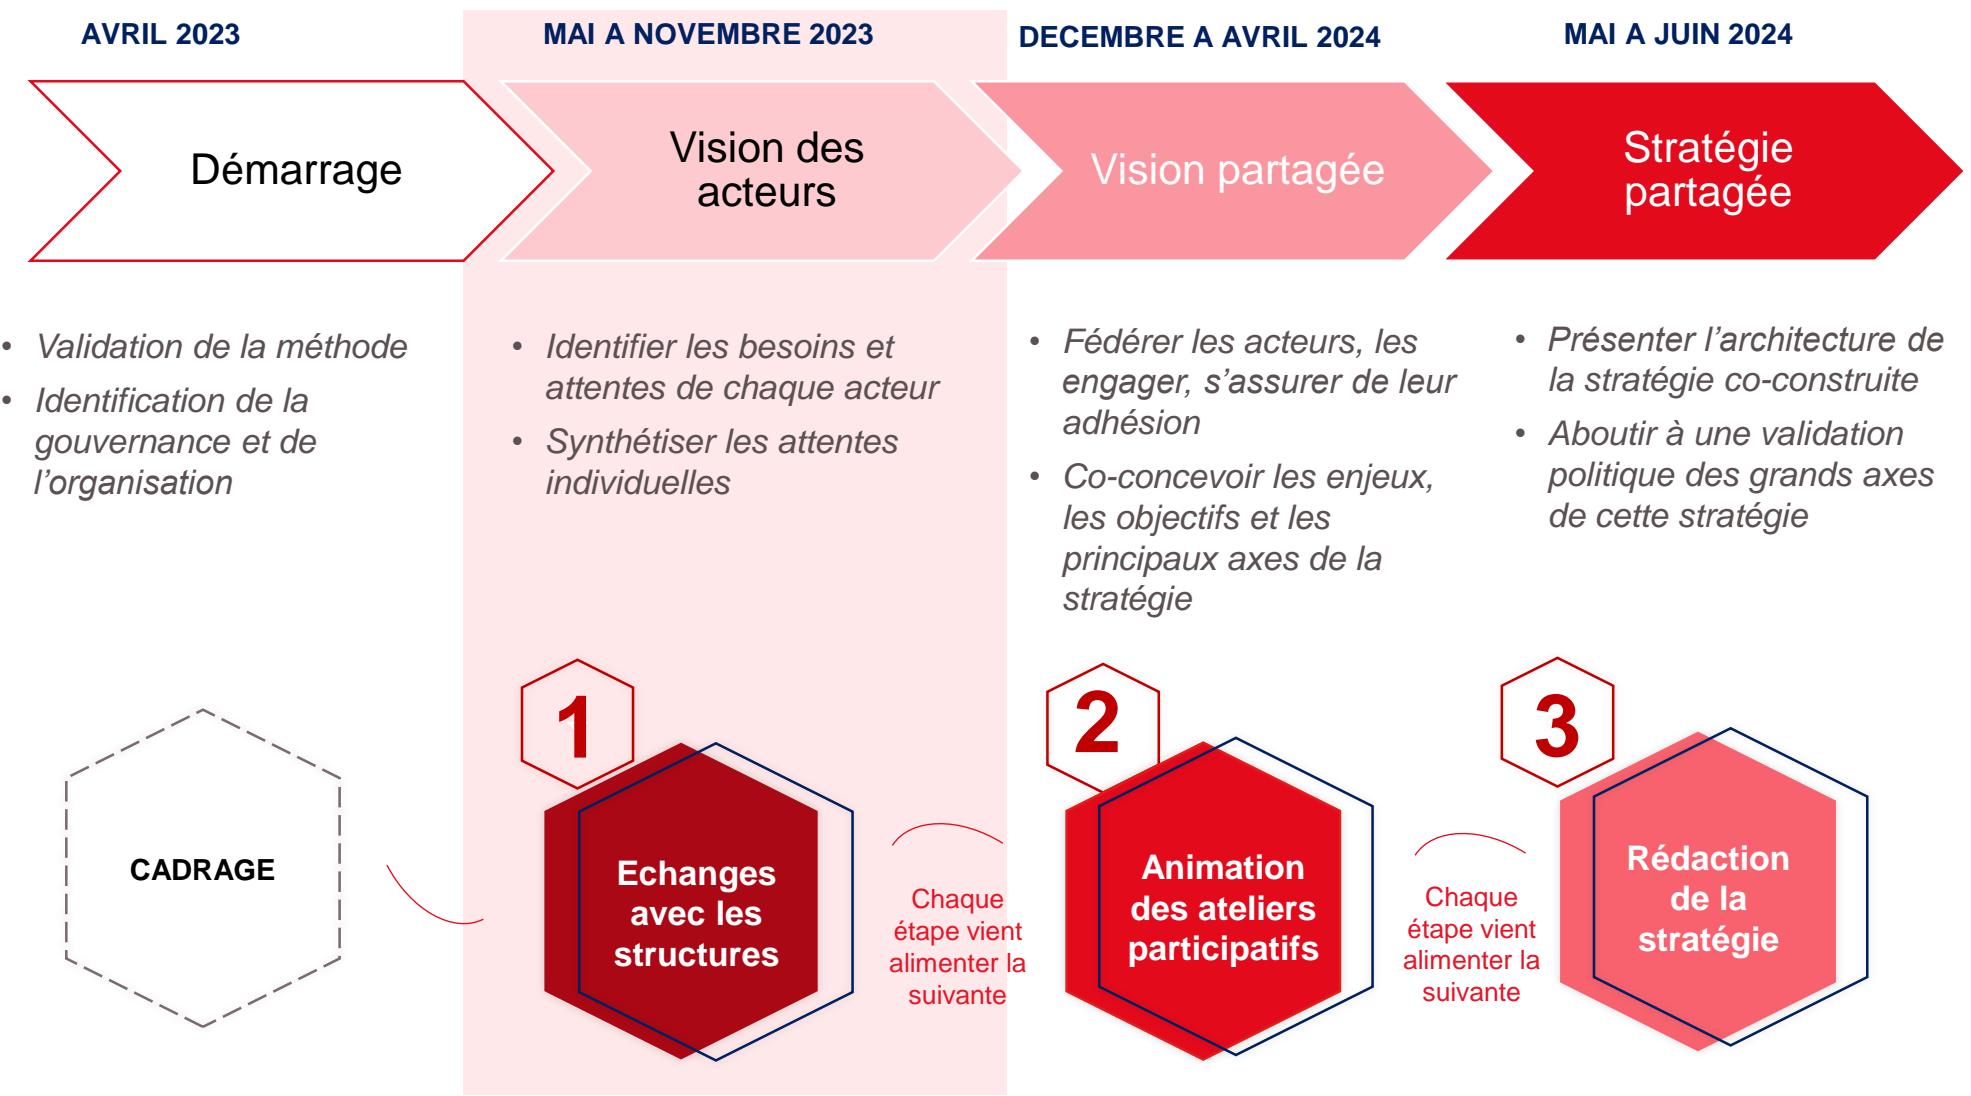 AVRIL 2023
MAI A NOVEMBRE 2023
DECEMBRE A AVRIL 2024
MAI A JUIN 2024
Démarrage
Vision des
acteurs
Vision partagée
Stratégie
partagée
• Validation de la méthode
• Identification de la
gouvernance et de
l’organisation
• Identifier les besoins et
attentes de chaque acteur
• Synthétiser les attentes
individuelles
• Fédérer les acteurs, les
engager, s’assurer de leur
adhésion
• Co-concevoir les enjeux,
les objectifs et les
principaux axes de la
stratégie
• Présenter l’architecture de
la stratégie co-construite
• Aboutir à une validation
politique des grands axes
de cette stratégie
CADRAGE
1
Echanges
avec les
structures
Chaque
étape vient
alimenter la
suivante
2
Animation
des ateliers
participatifs
Chaque
étape vient
alimenter la
suivante
3
Rédaction
de la
stratégie